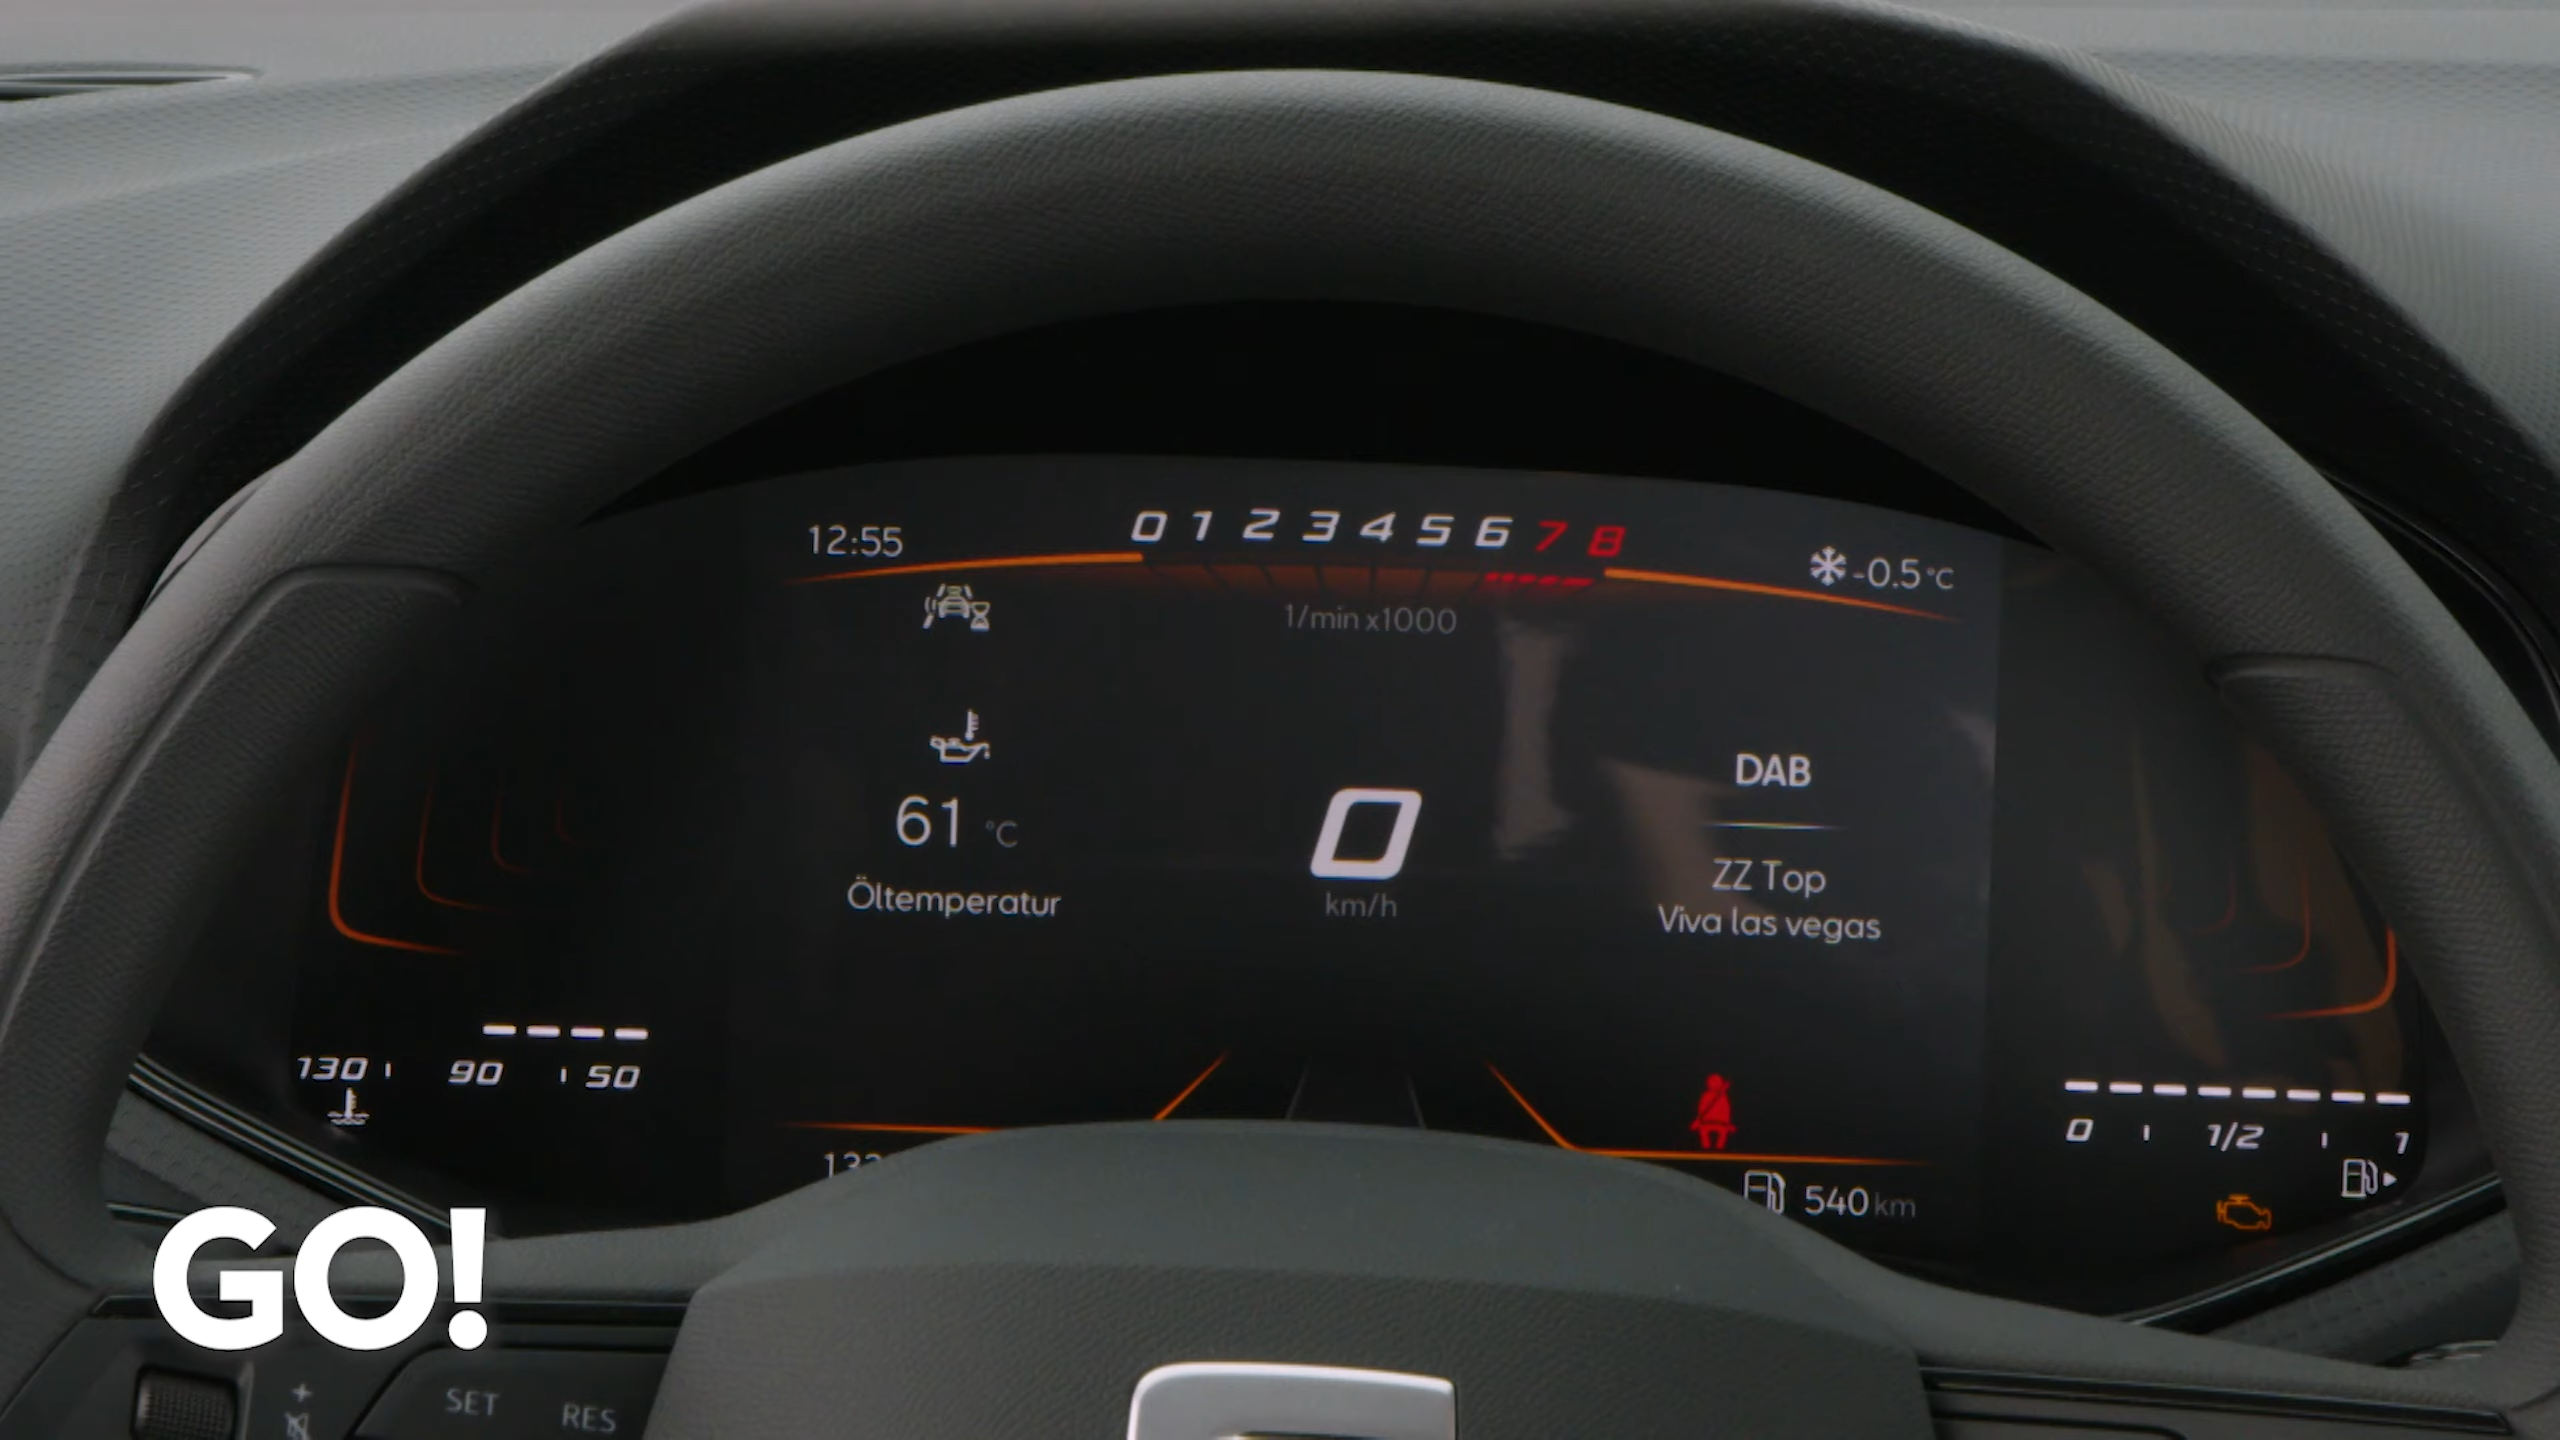 12:55
0 1 2 3 4 5 6 7 8
-0.5 °C
1/min x1000
61 °C
Öltemperatur
0
km/h
DAB
ZZ Top
Viva las vegas
130 90 50
0 1/2 1
540 km
GO!
SET RES